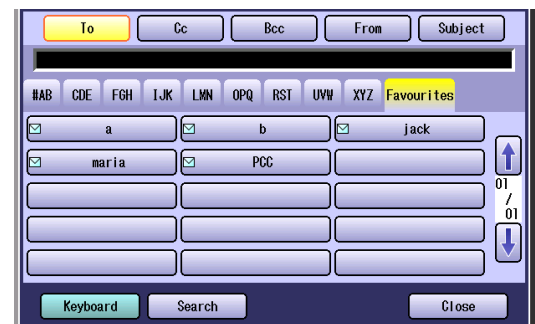 To Cc Bcc From Subject
#AB CDE FGH IJK LMN OPQ RST UVW XYZ Favourites
a b jack
maria PCC
01
/
01
Keyboard Search Close